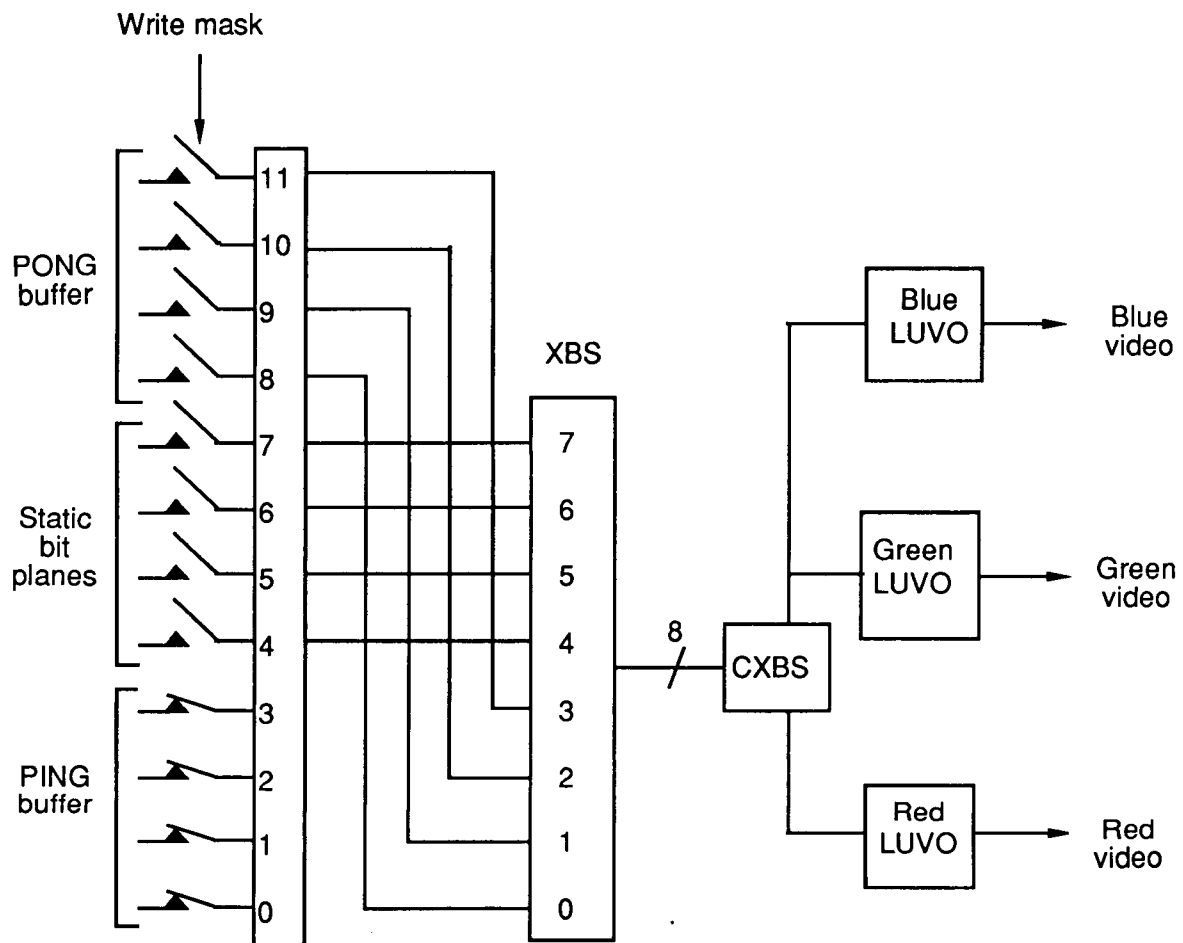 Write mask
PONG
buffer
Static
bit
planes
PING
buffer
11
10
9
8
7
6
5
4
3
2
1
0
XBS
7
6
5
4
3
2
1
0
8
CXBS
Blue
LUVO
Blue
video
Green
LUVO
Green
video
Red
LUVO
Red
video